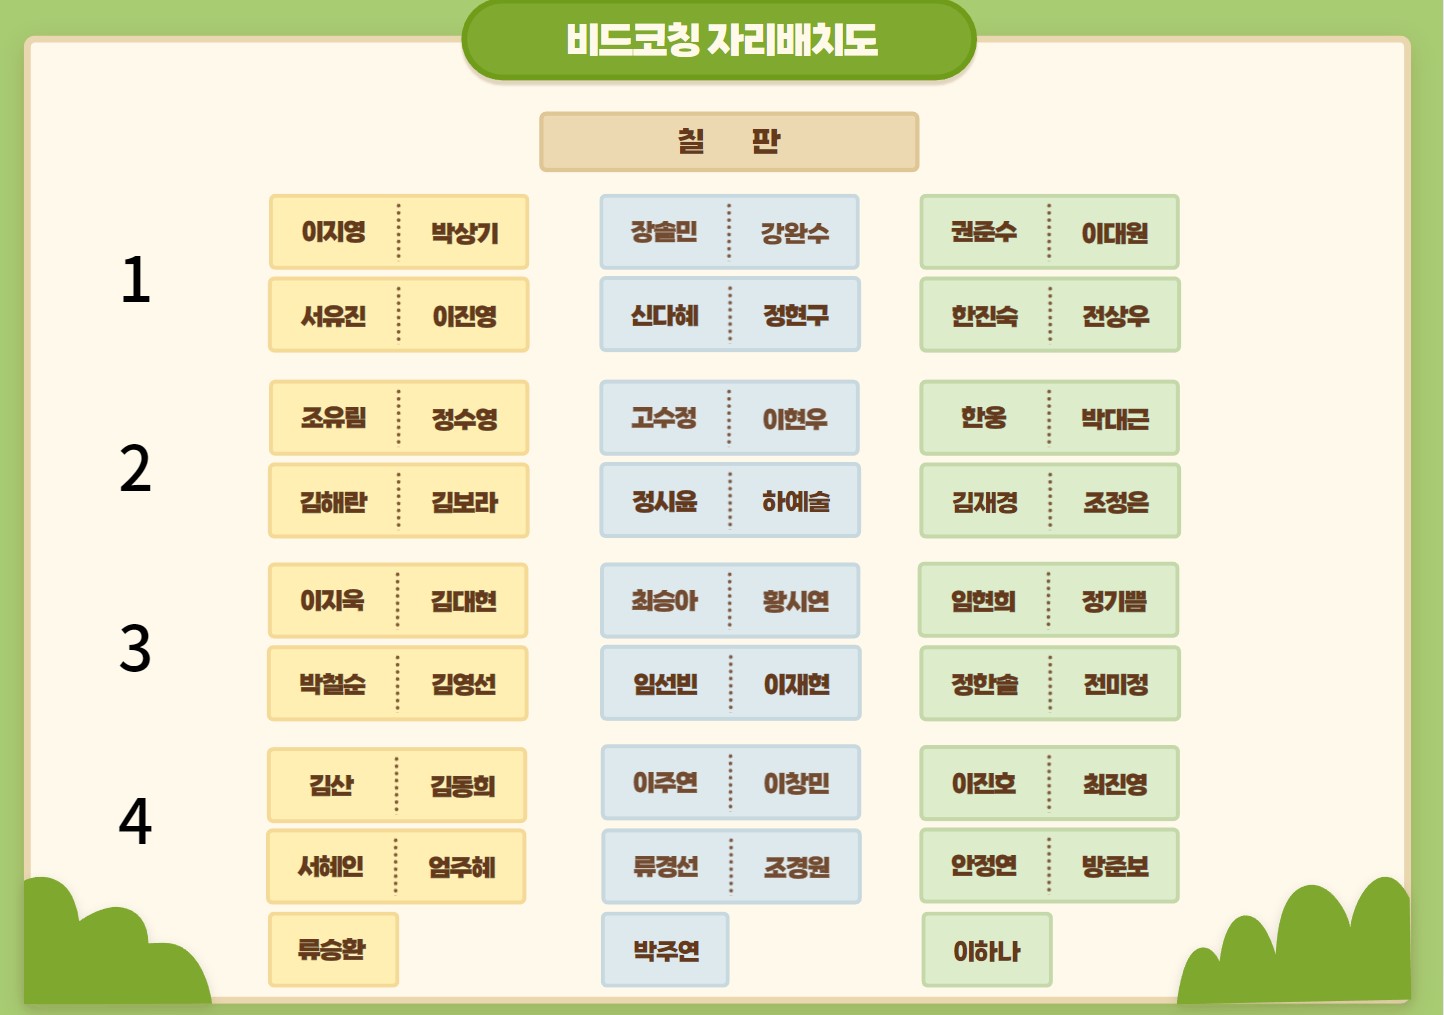 비드코칭 자리배치도
칠 판
이지영 박상기 장솔민 강완수 권준수 이대원
1
서유진 이진영 신다혜 정현구 한진숙 전상우
조유림 정수영 고수정 이현우 한웅 박대근
2
김해란 김보라 정시윤 하예술 김재경 조정은
이지욱 김대현 최승아 황시연 임현희 정기쁨
3
박철순 김영선 임선빈 이재현 정한솔 전미정
김산 김동희 이주연 이창민 이진호 최진영
4
서혜인 엄주혜 류경선 조경원 안정연 방준보
류승환 박주연 이하나